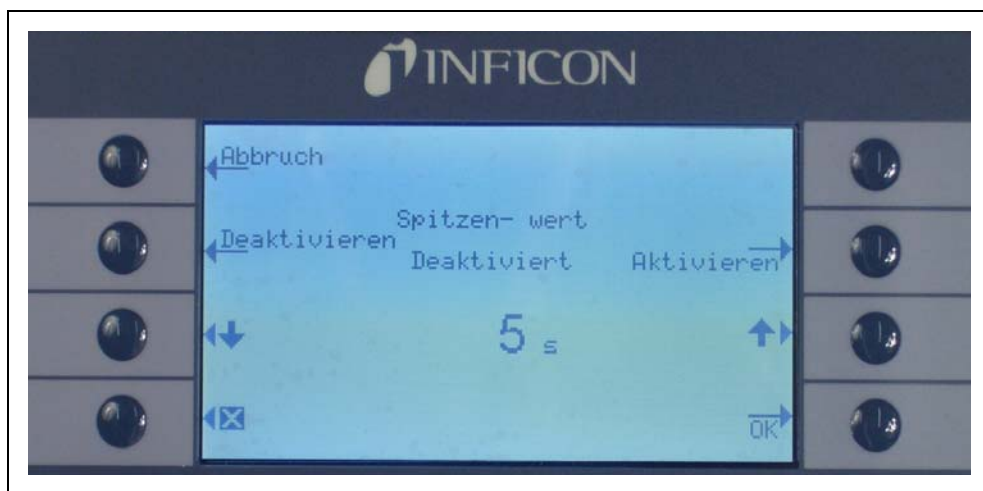 INFICON
Abbruch
Spitzen- wert
Deaktivieren
Deaktiviert
Aktivieren
5 s
OK